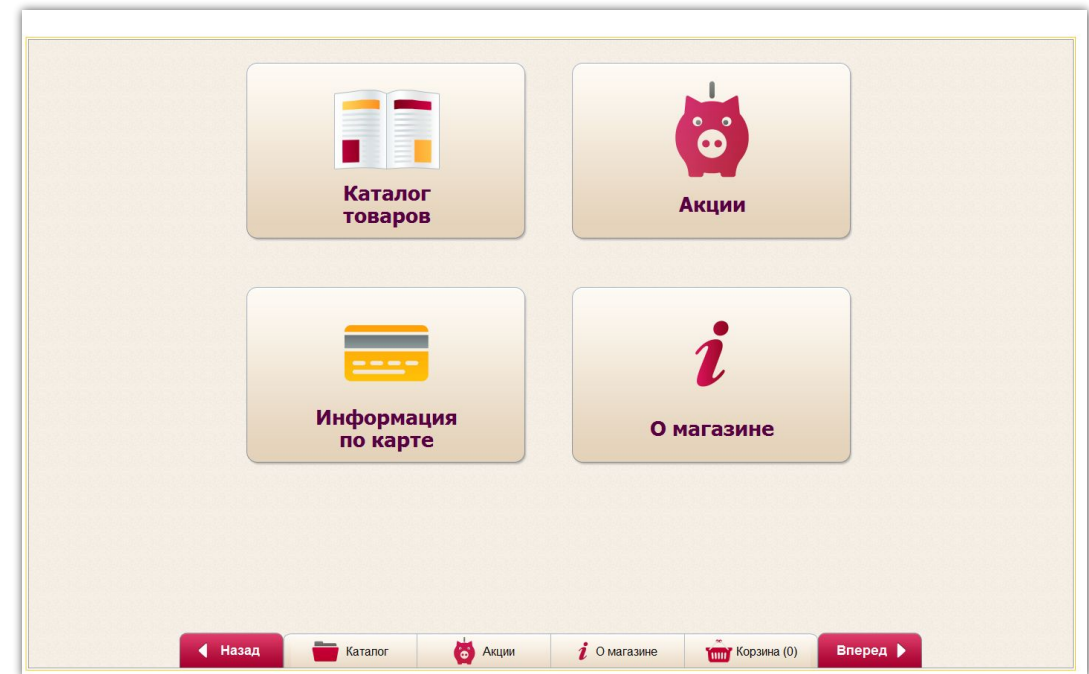 Каталог
товаров
Акции
Информация
по карте
О магазине
Назад
Каталог
Акции
О магазине
Корзина (0)
Вперед